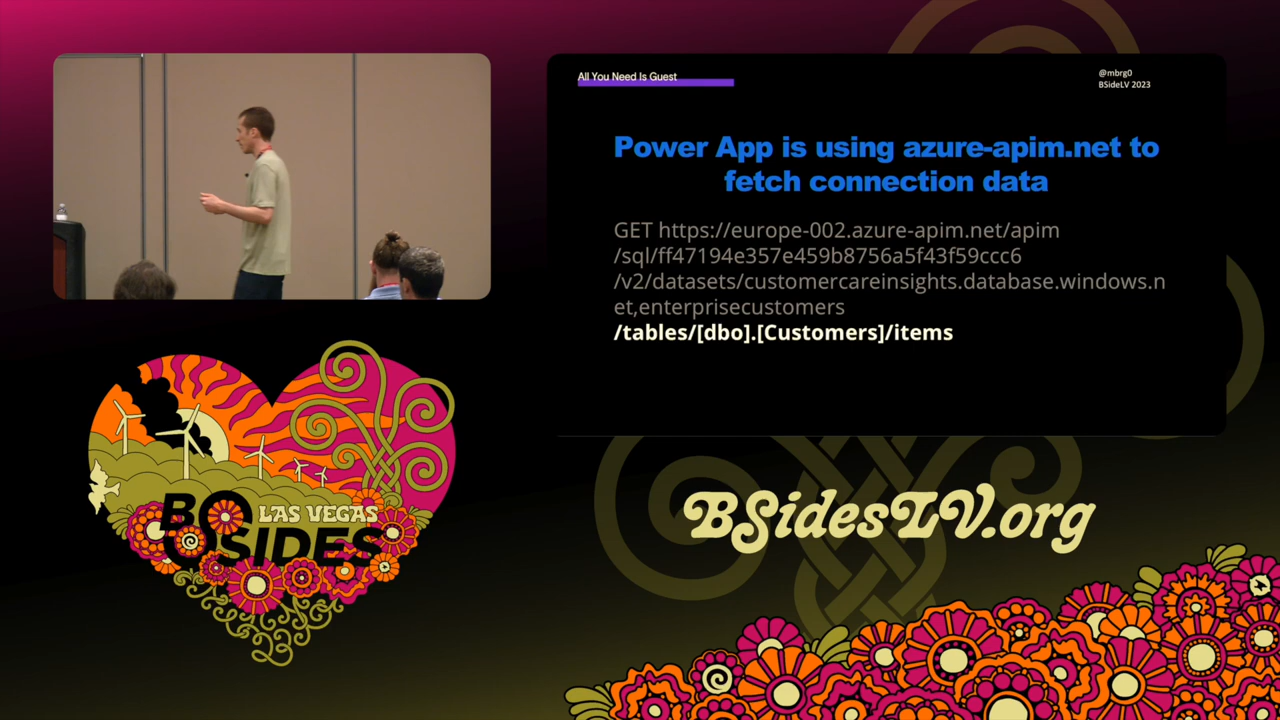 All You Need Is Guest
@mbrg0
BSideLV 2023
Power App is using azure-apim.net to
fetch connection data
GET https://europe-002.azure-apim.net/apim
/sql/ff47194e357e459b8756a5f43f59ccc6
/v2/datasets/customercareinsights.database.windows.n
et,enterprisecustomers
/tables/[dbo].[Customers]/items
BSIDES
LAS VEGAS
BSidesLV.org